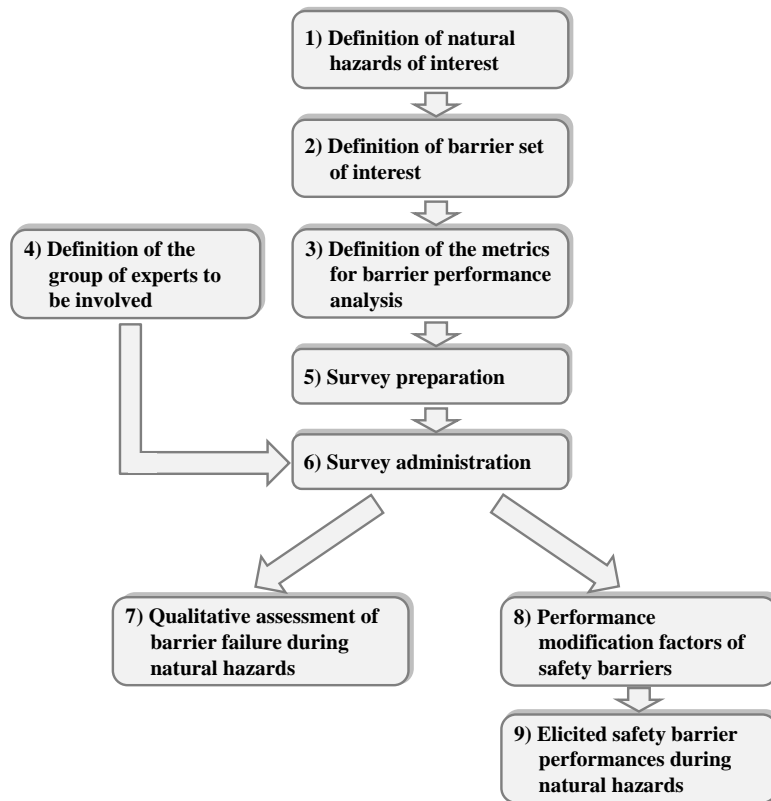 1) Definition of natural
hazards of interest
2) Definition of barrier set
of interest
3) Definition of the metrics
for barrier performance
analysis
4) Definition of the
group of experts to
be involved
5) Survey preparation
6) Survey administration
7) Qualitative assessment of
barrier failure during
natural hazards
8) Performance
modification factors of
safety barriers
9) Elicited safety barrier
performances during
natural hazards